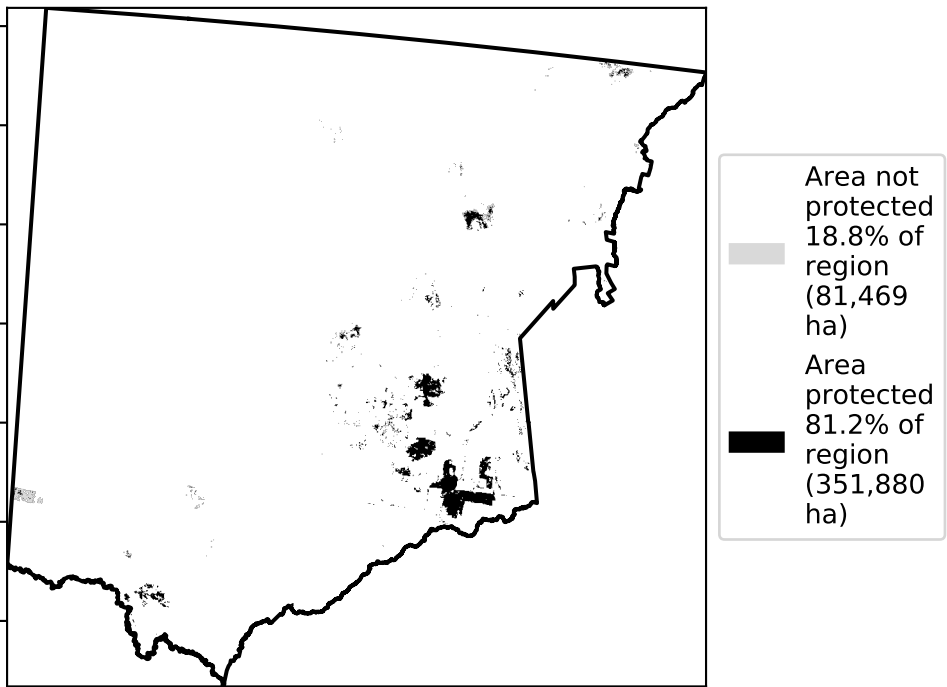 Area not
protected
18.8% of
region
(81,469
ha)
Area
protected
81.2% of
region
(351,880
ha)